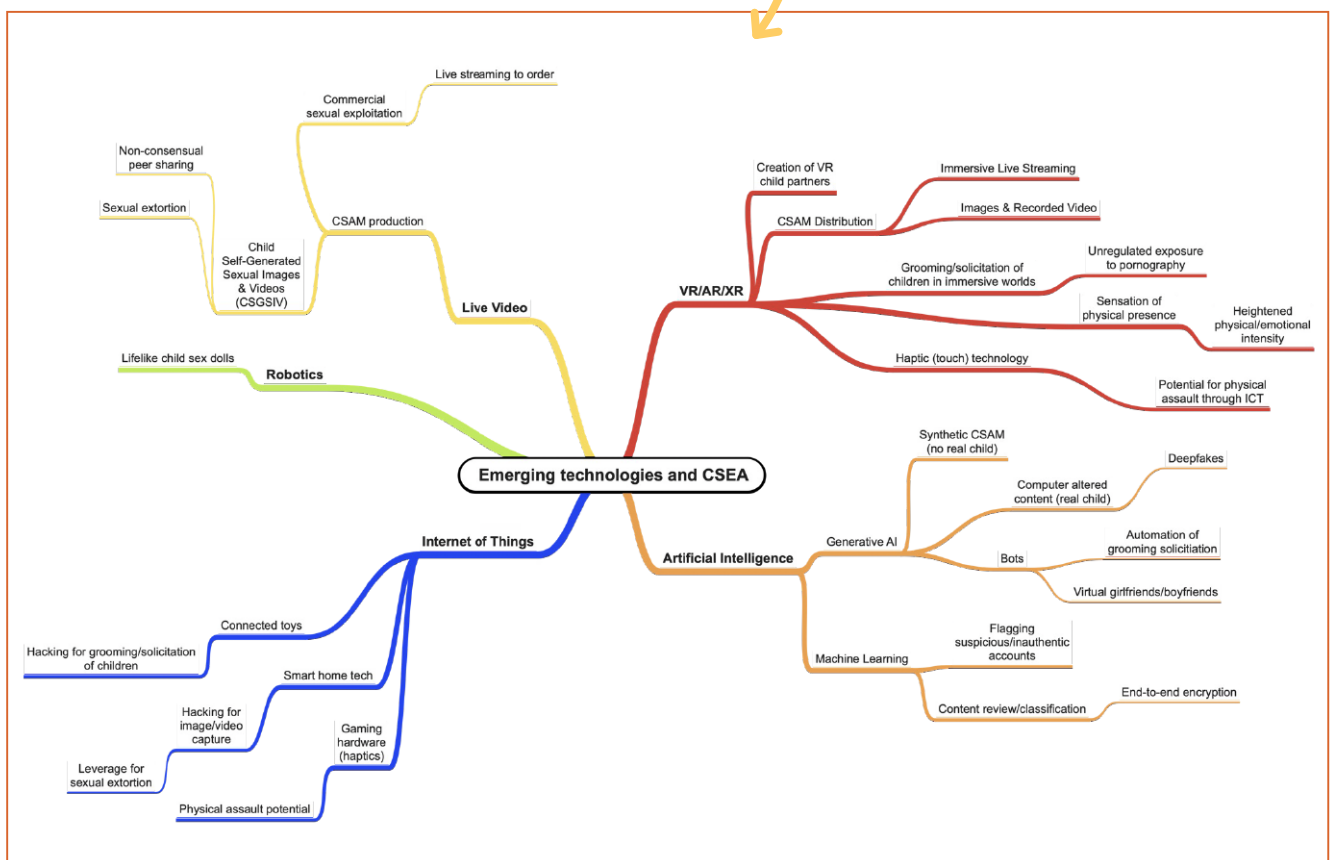 Emerging technologies and CSEA
Live Video
CSAM production
Commercial
sexual exploitation
Live streaming to order
Child
Self-Generated
Sexual Images
& Videos
(CSGSIV)
Non-consensual
peer sharing
Sexual extortion
Robotics
Lifelike child sex dolls
Internet of Things
Connected toys
Hacking for grooming/solicitation
of children
Smart home tech
Hacking for
image/video
capture
Leverage for
sexual extortion
Gaming
hardware
(haptics)
Physical assault potential
VR/AR/XR
Creation of VR
child partners
CSAM Distribution
Immersive Live Streaming
Images & Recorded Video
Grooming/solicitation of
children in immersive worlds
Unregulated exposure
to pornography
Sensation of
physical presence
Heightened
physical/emotional
intensity
Haptic (touch) technology
Potential for physical
assault through ICT
Artificial Intelligence
Generative AI
Synthetic CSAM
(no real child)
Computer altered
content (real child)
Deepfakes
Bots
Automation of
grooming solicitiation
Virtual girlfriends/boyfriends
Machine Learning
Flagging
suspicious/inauthentic
accounts
Content review/classification
End-to-end encryption